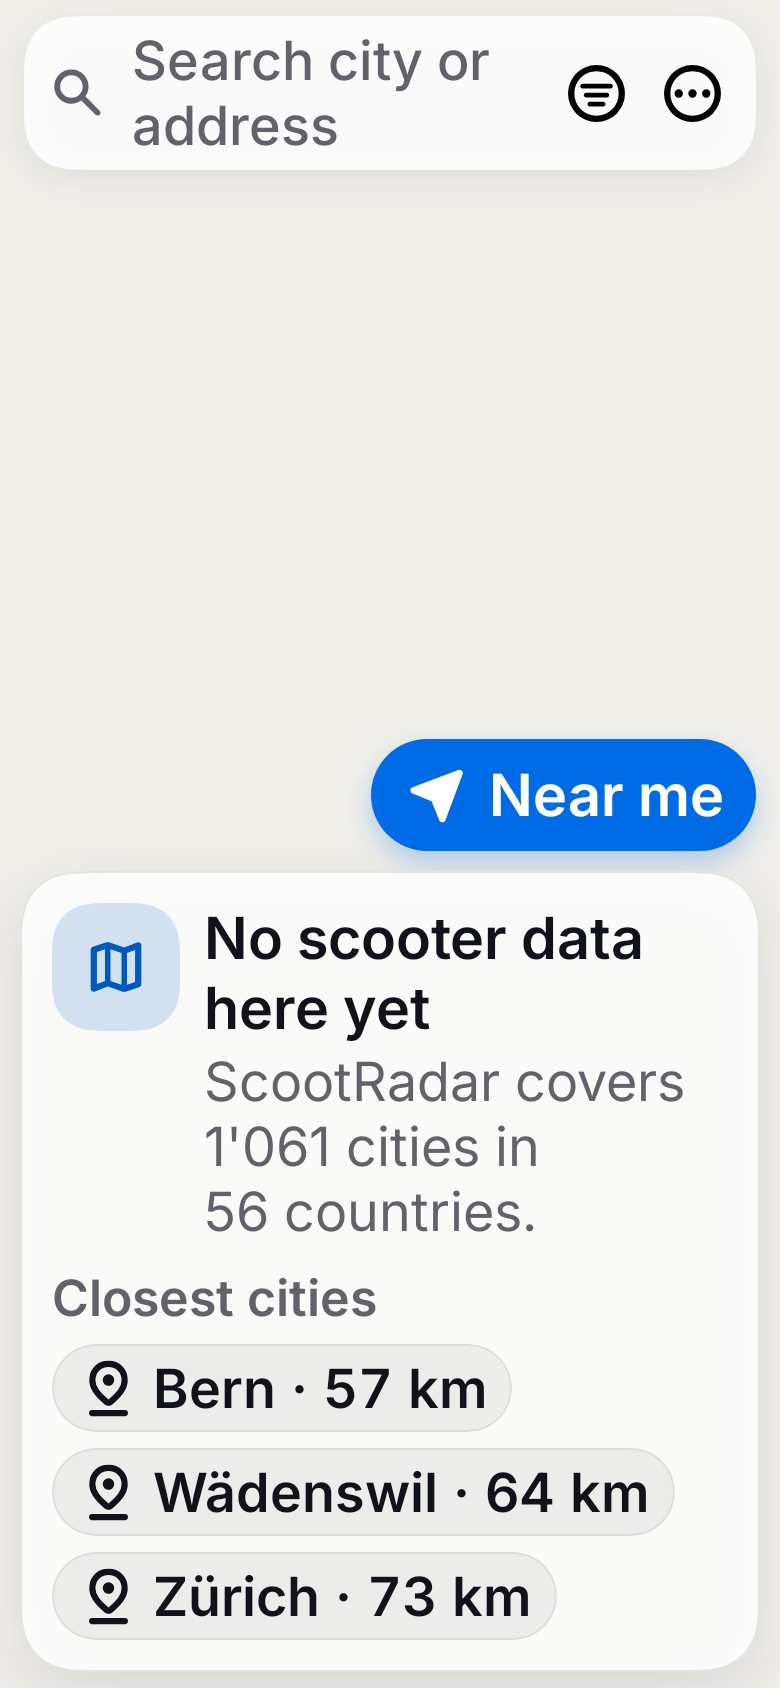 Search city or
address
Near me
No scooter data
here yet
ScootRadar covers
1'061 cities in
56 countries.
Closest cities
Bern · 57 km
Wädenswil · 64 km
Zürich · 73 km